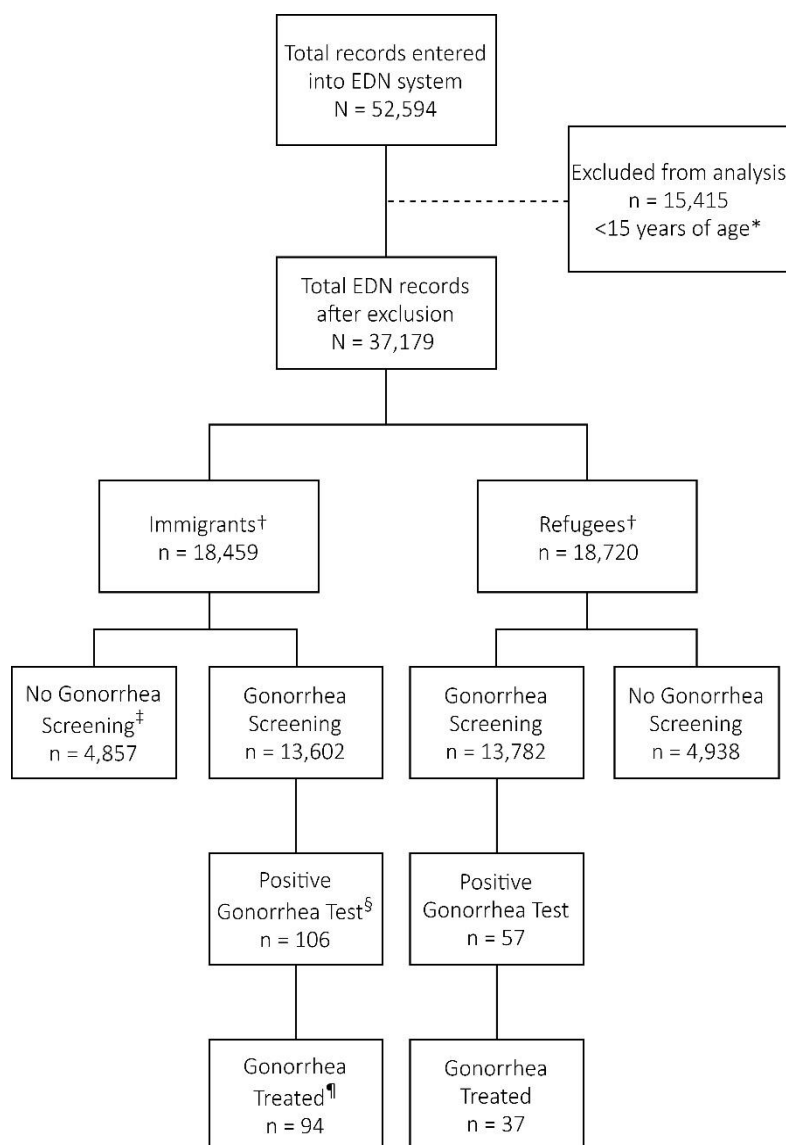 Total records entered
into EDN system
N = 52,594
Excluded from analysis
n = 15,415
<15 years of age*
Total EDN records
after exclusion
N = 37,179
Immigrants†
n = 18,459
Refugees†
n = 18,720
No Gonorrhea
Screening‡
n = 4,857
Gonorrhea
Screening
n = 13,602
Gonorrhea
Screening
n = 13,782
No Gonorrhea
Screening
n = 4,938
Positive
Gonorrhea Test§
n = 106
Positive
Gonorrhea Test
n = 57
Gonorrhea
Treated¶
n = 94
Gonorrhea
Treated
n = 37